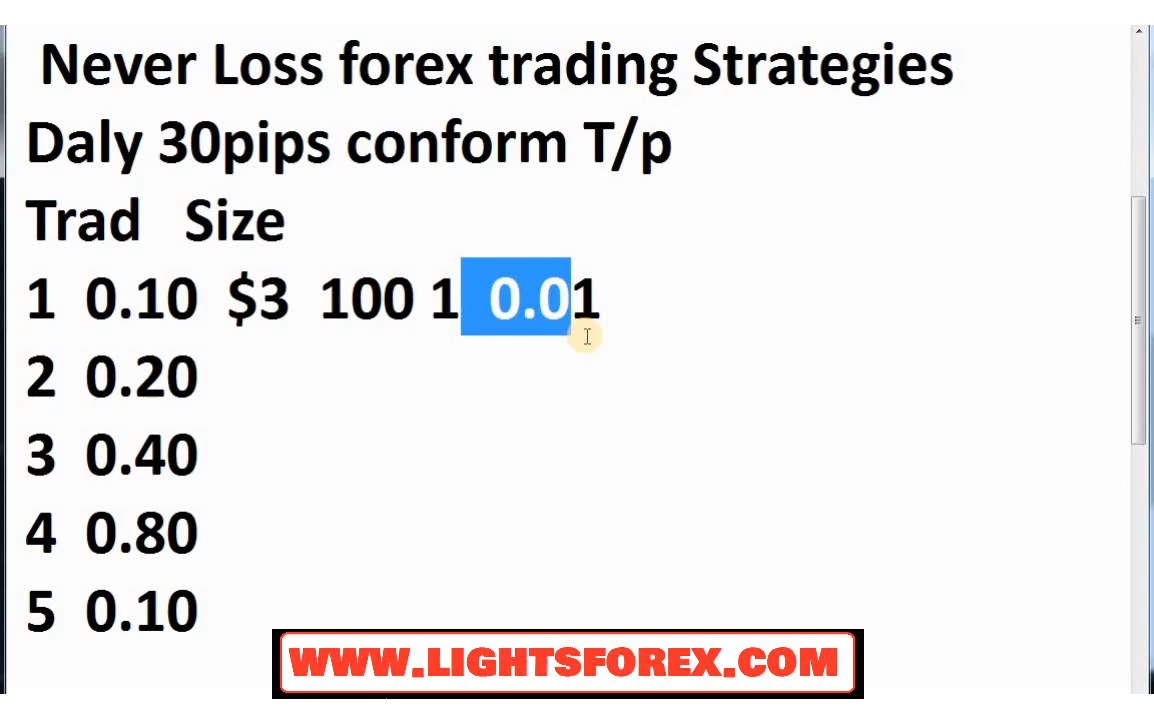 Never Loss forex trading Strategies
Daly 30pips conform T/p
Trad Size
1 0.10 $3 100 1 0.01
2 0.20
3 0.40
4 0.80
5 0.10
WWW.LIGHTSFOREX.COM